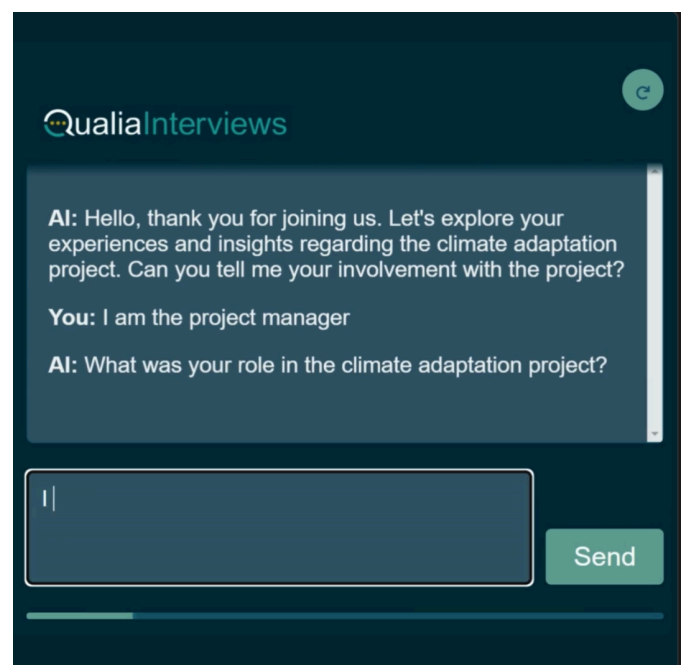 QualiaInterviews
AI: Hello, thank you for joining us. Let's explore your
experiences and insights regarding the climate adaptation
project. Can you tell me your involvement with the project?
You: I am the project manager
AI: What was your role in the climate adaptation project?
I
Send